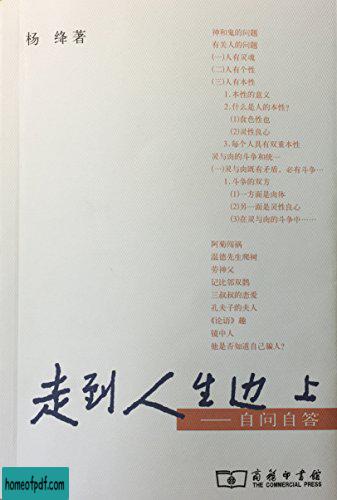 杨 绛 著
神和鬼的问题
有关人的问题
(一)人有灵魂
(二)人有个性
(三)人有本性
1.本性的意义
2.什么是人的本性?
(1)食色性也
(2)灵性良心
3.每个人具有双重本性
灵与肉的斗争和统一
(一)灵与肉既有矛盾,必有斗争…
1.斗争的双方
(1)一方面是肉体
(2)另一面是灵性良心
(3)在灵与肉的斗争中……
阿菊闯祸
温德先生爬树
劳神父
记比邻双鹊
三叔叔的恋爱
孔夫子的夫人
《论语》趣
镜中人
他是否知道自己骗人?
走到人生边上
——自问自答
商務印書館
THE COMMERCIAL PRESS
homeofpdf.com